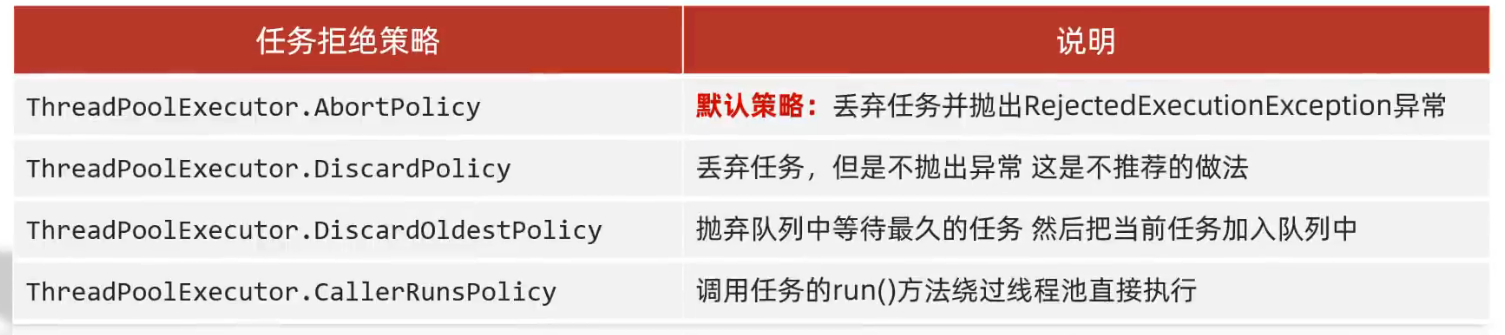 任务拒绝策略 说明
ThreadPoolExecutor.AbortPolicy 默认策略：丢弃任务并抛出RejectedExecutionException异常
ThreadPoolExecutor.DiscardPolicy 丢弃任务，但是不抛出异常 这是不推荐的做法
ThreadPoolExecutor.DiscardOldestPolicy 抛弃队列中等待最久的任务 然后把当前任务加入队列中
ThreadPoolExecutor.CallerRunsPolicy 调用任务的run()方法绕过线程池直接执行